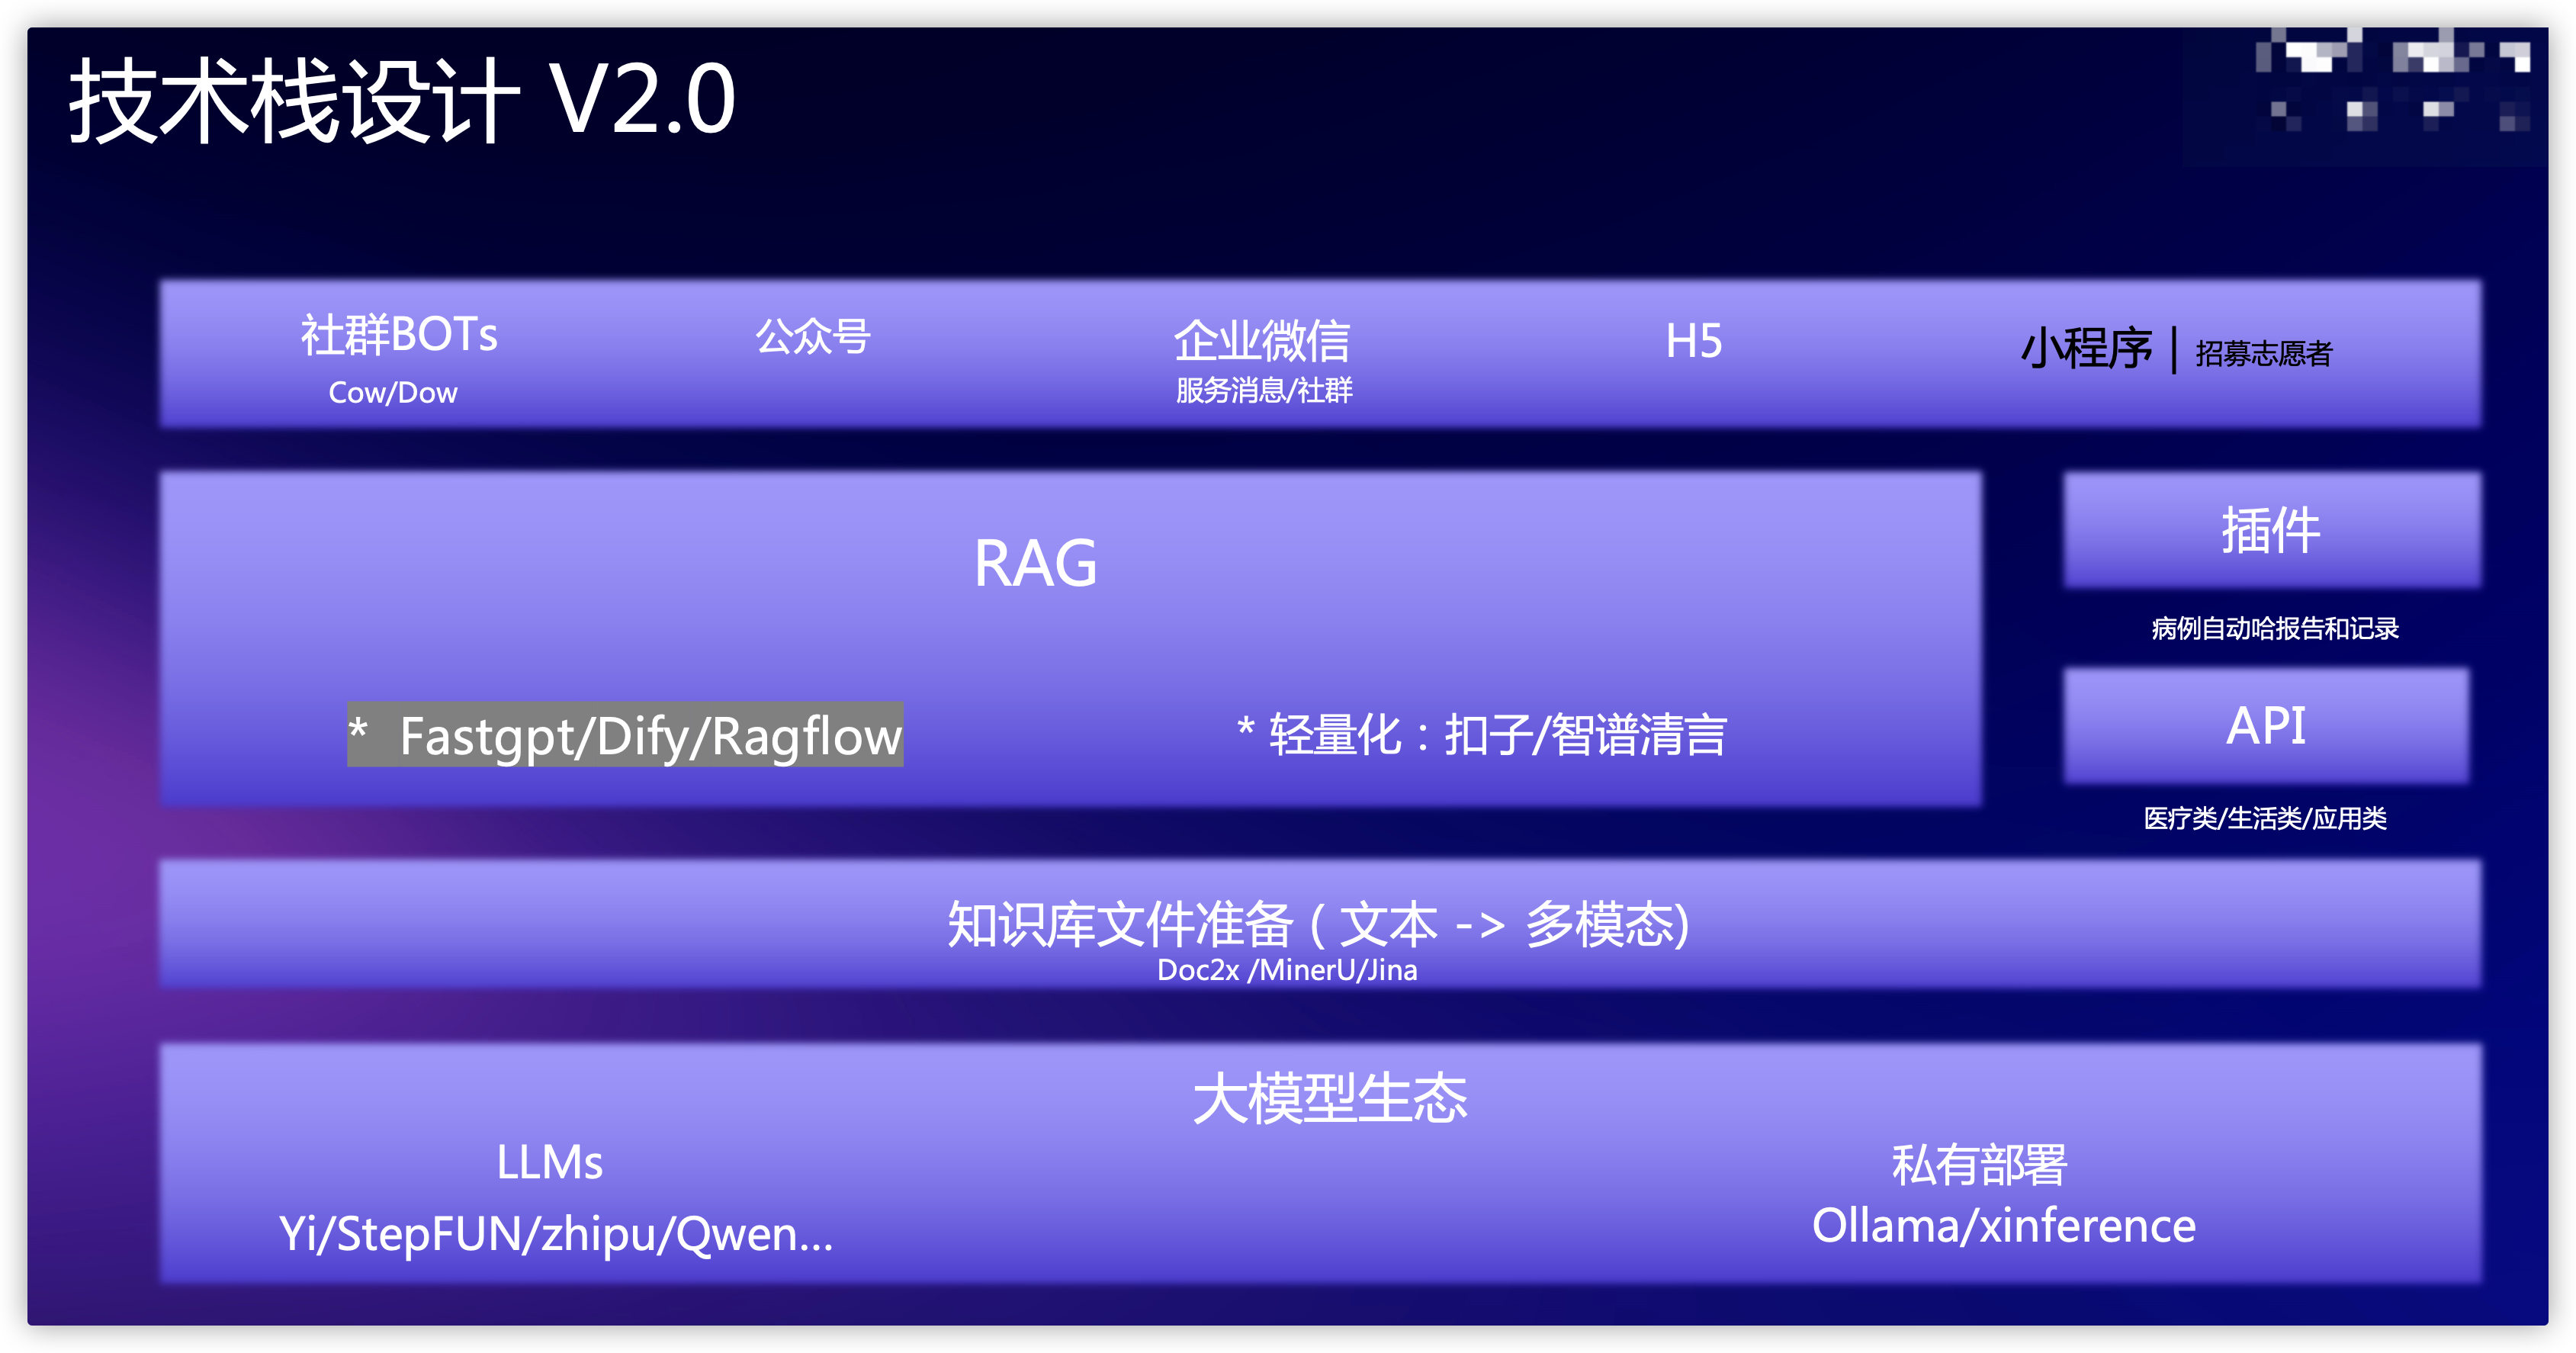 技术栈设计 V2.0
社群BOTs
Cow/Dow
公众号
企业微信
服务消息/社群
H5
小程序 | 招募志愿者
RAG
* Fastgpt/Dify/Ragflow
* 轻量化：扣子/智谱清言
插件
病例自动哈报告和记录
API
医疗类/生活类/应用类
知识库文件准备 ( 文本 -> 多模态)
Doc2x /MinerU/Jina
大模型生态
LLMs
Yi/StepFUN/zhipu/Qwen...
私有部署
Ollama/xinference